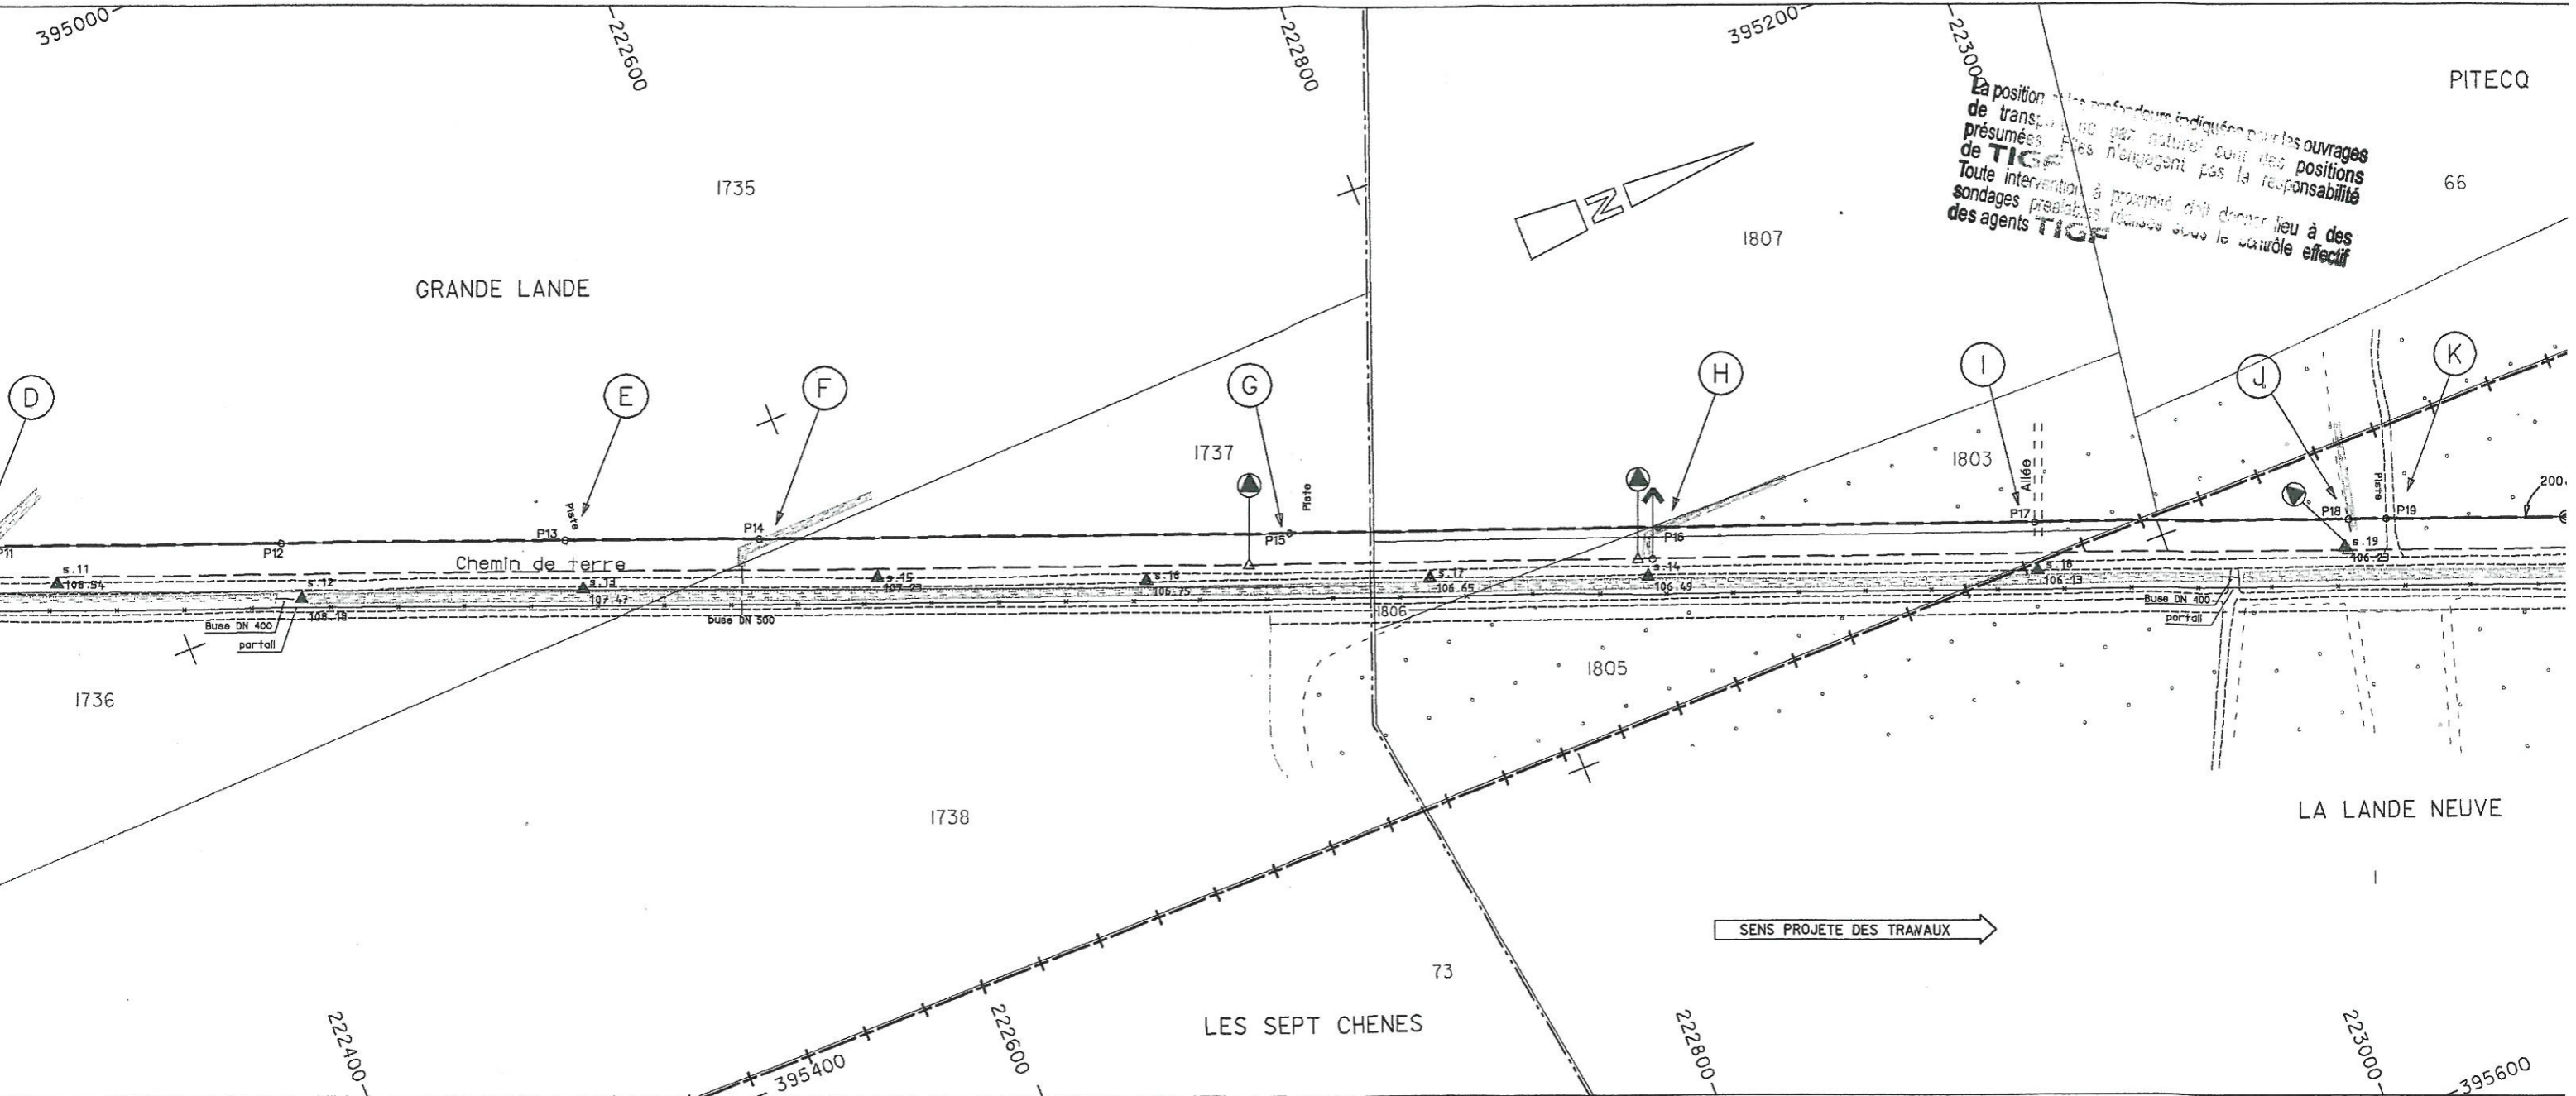 395000
222600
222800
395200
223000
PITECQ
La position indiquées pour les ouvrages
de gaz naturel sont des positions
présumées. Elles n'engagent pas la responsabilité
de TIGF
Toute intervention à proximité doit donner lieu à des
sondages préalables réalisés sous le contrôle effectif
des agents TIGF
1735
N
1807
66
GRANDE LANDE
D
E
F
G
H
I
J
K
1737
1803
Piste
Piste
Allée
Piste
200
P11
P12
P13
P14
P15
P16
P17
P18
P19
Chemin de terre
s.11
108.54
s.12
108.18
s.13
107.47
s.15
107.23
s.16
106.75
s.17
106.65
s.14
106.49
s.18
106.13
s.19
106.23
Buse DN 400
portail
buse DN 500
1806
Buse DN 400
portail
1736
1805
1738
LA LANDE NEUVE
1
SENS PROJETE DES TRAVAUX
73
LES SEPT CHENES
222400
395400
222600
222800
223000
395600